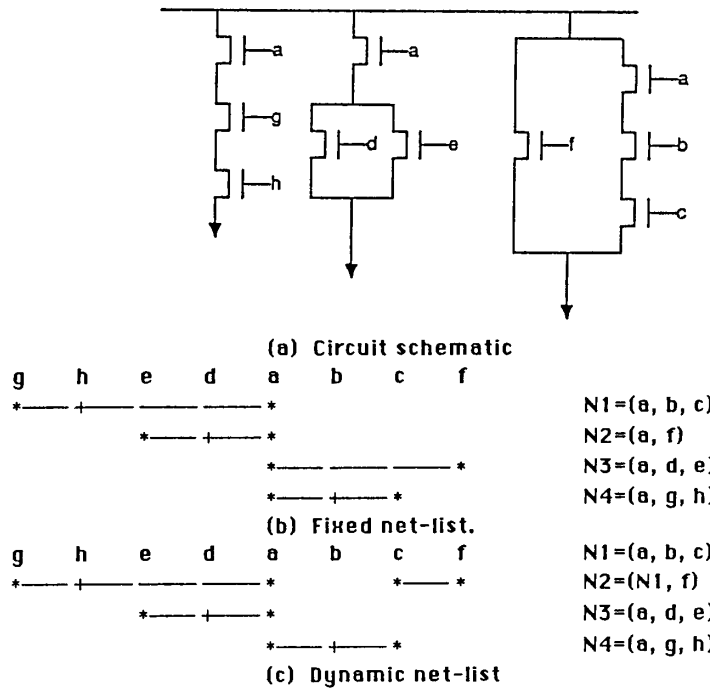 a
a
a
g
d
e
f
b
h
c
(a) Circuit schematic
g h e d a b c f
*——+————* N1=(a, b, c)
*——+——* N2=(a, f)
*————* N3=(a, d, e)
*——+——* N4=(a, g, h)
(b) Fixed net-list.
g h e d a b c f N1=(a, b, c)
*——+————* *——* N2=(N1, f)
*——+——* N3=(a, d, e)
*——+——* N4=(a, g, h)
(c) Dynamic net-list